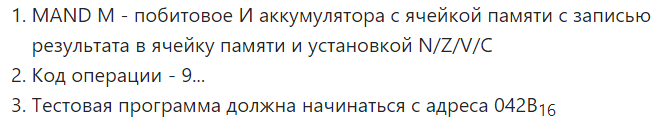 1. MAND M - побитовое И аккумулятора с ячейкой памяти с записью
результата в ячейку памяти и установкой N/Z/V/C
2. Код операции - 9...
3. Тестовая программа должна начинаться с адреса 042B₁₆